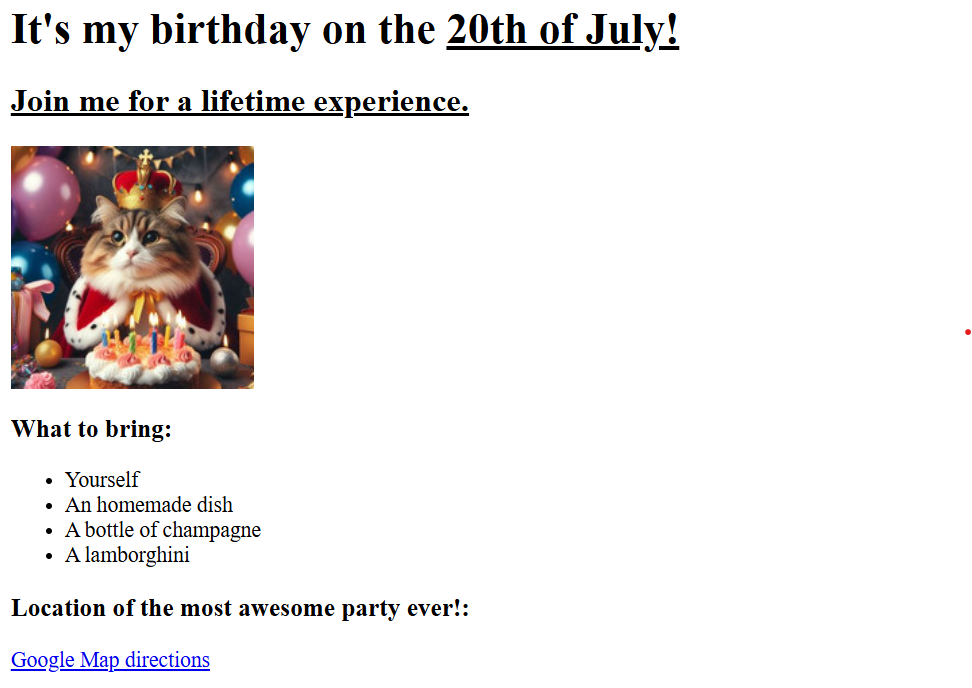 It's my birthday on the 20th of July!
Join me for a lifetime experience.
What to bring:
Yourself
An homemade dish
A bottle of champagne
A lamborghini
Location of the most awesome party ever!:
Google Map directions